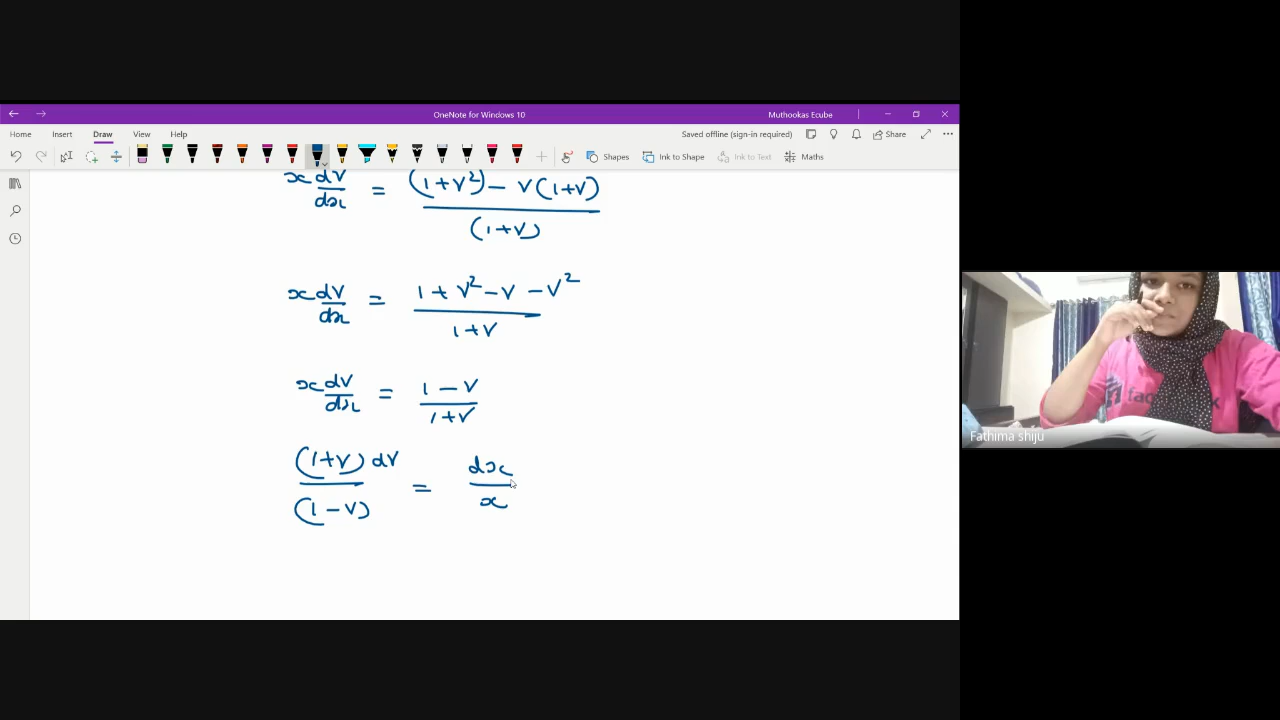 OneNote for Windows 10
Muthookas Ecube
Home Insert Draw View Help
Saved offline (sign-in required)
Share
Shapes
Ink to Shape
Ink to Text
Maths
x dv/dx = (1+v²) - v(1+v) / (1+v)
x dv/dx = 1 + v² - v - v² / 1+v
x dv/dx = 1 - v / 1+v
(1+v) dv / (1-v) = dx / x
Fathima shiju